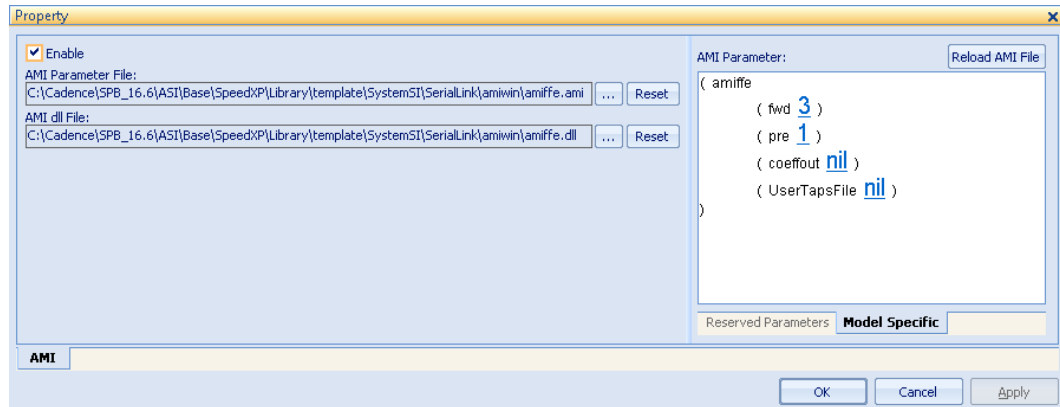 Property
Enable
AMI Parameter File:
C:\Cadence\SPB_16.6\ASI\Base\SpeedXP\Library\template\SystemSI\SerialLink\amiwin\amiffe.ami ... Reset
AMI dll File:
C:\Cadence\SPB_16.6\ASI\Base\SpeedXP\Library\template\SystemSI\SerialLink\amiwin\amiffe.dll ... Reset
AMI Parameter: Reload AMI File
( amiffe
( fwd 3 )
( pre 1 )
( coeffout nil )
( UserTapsFile nil )
)
Reserved Parameters Model Specific
AMI
OK Cancel Apply